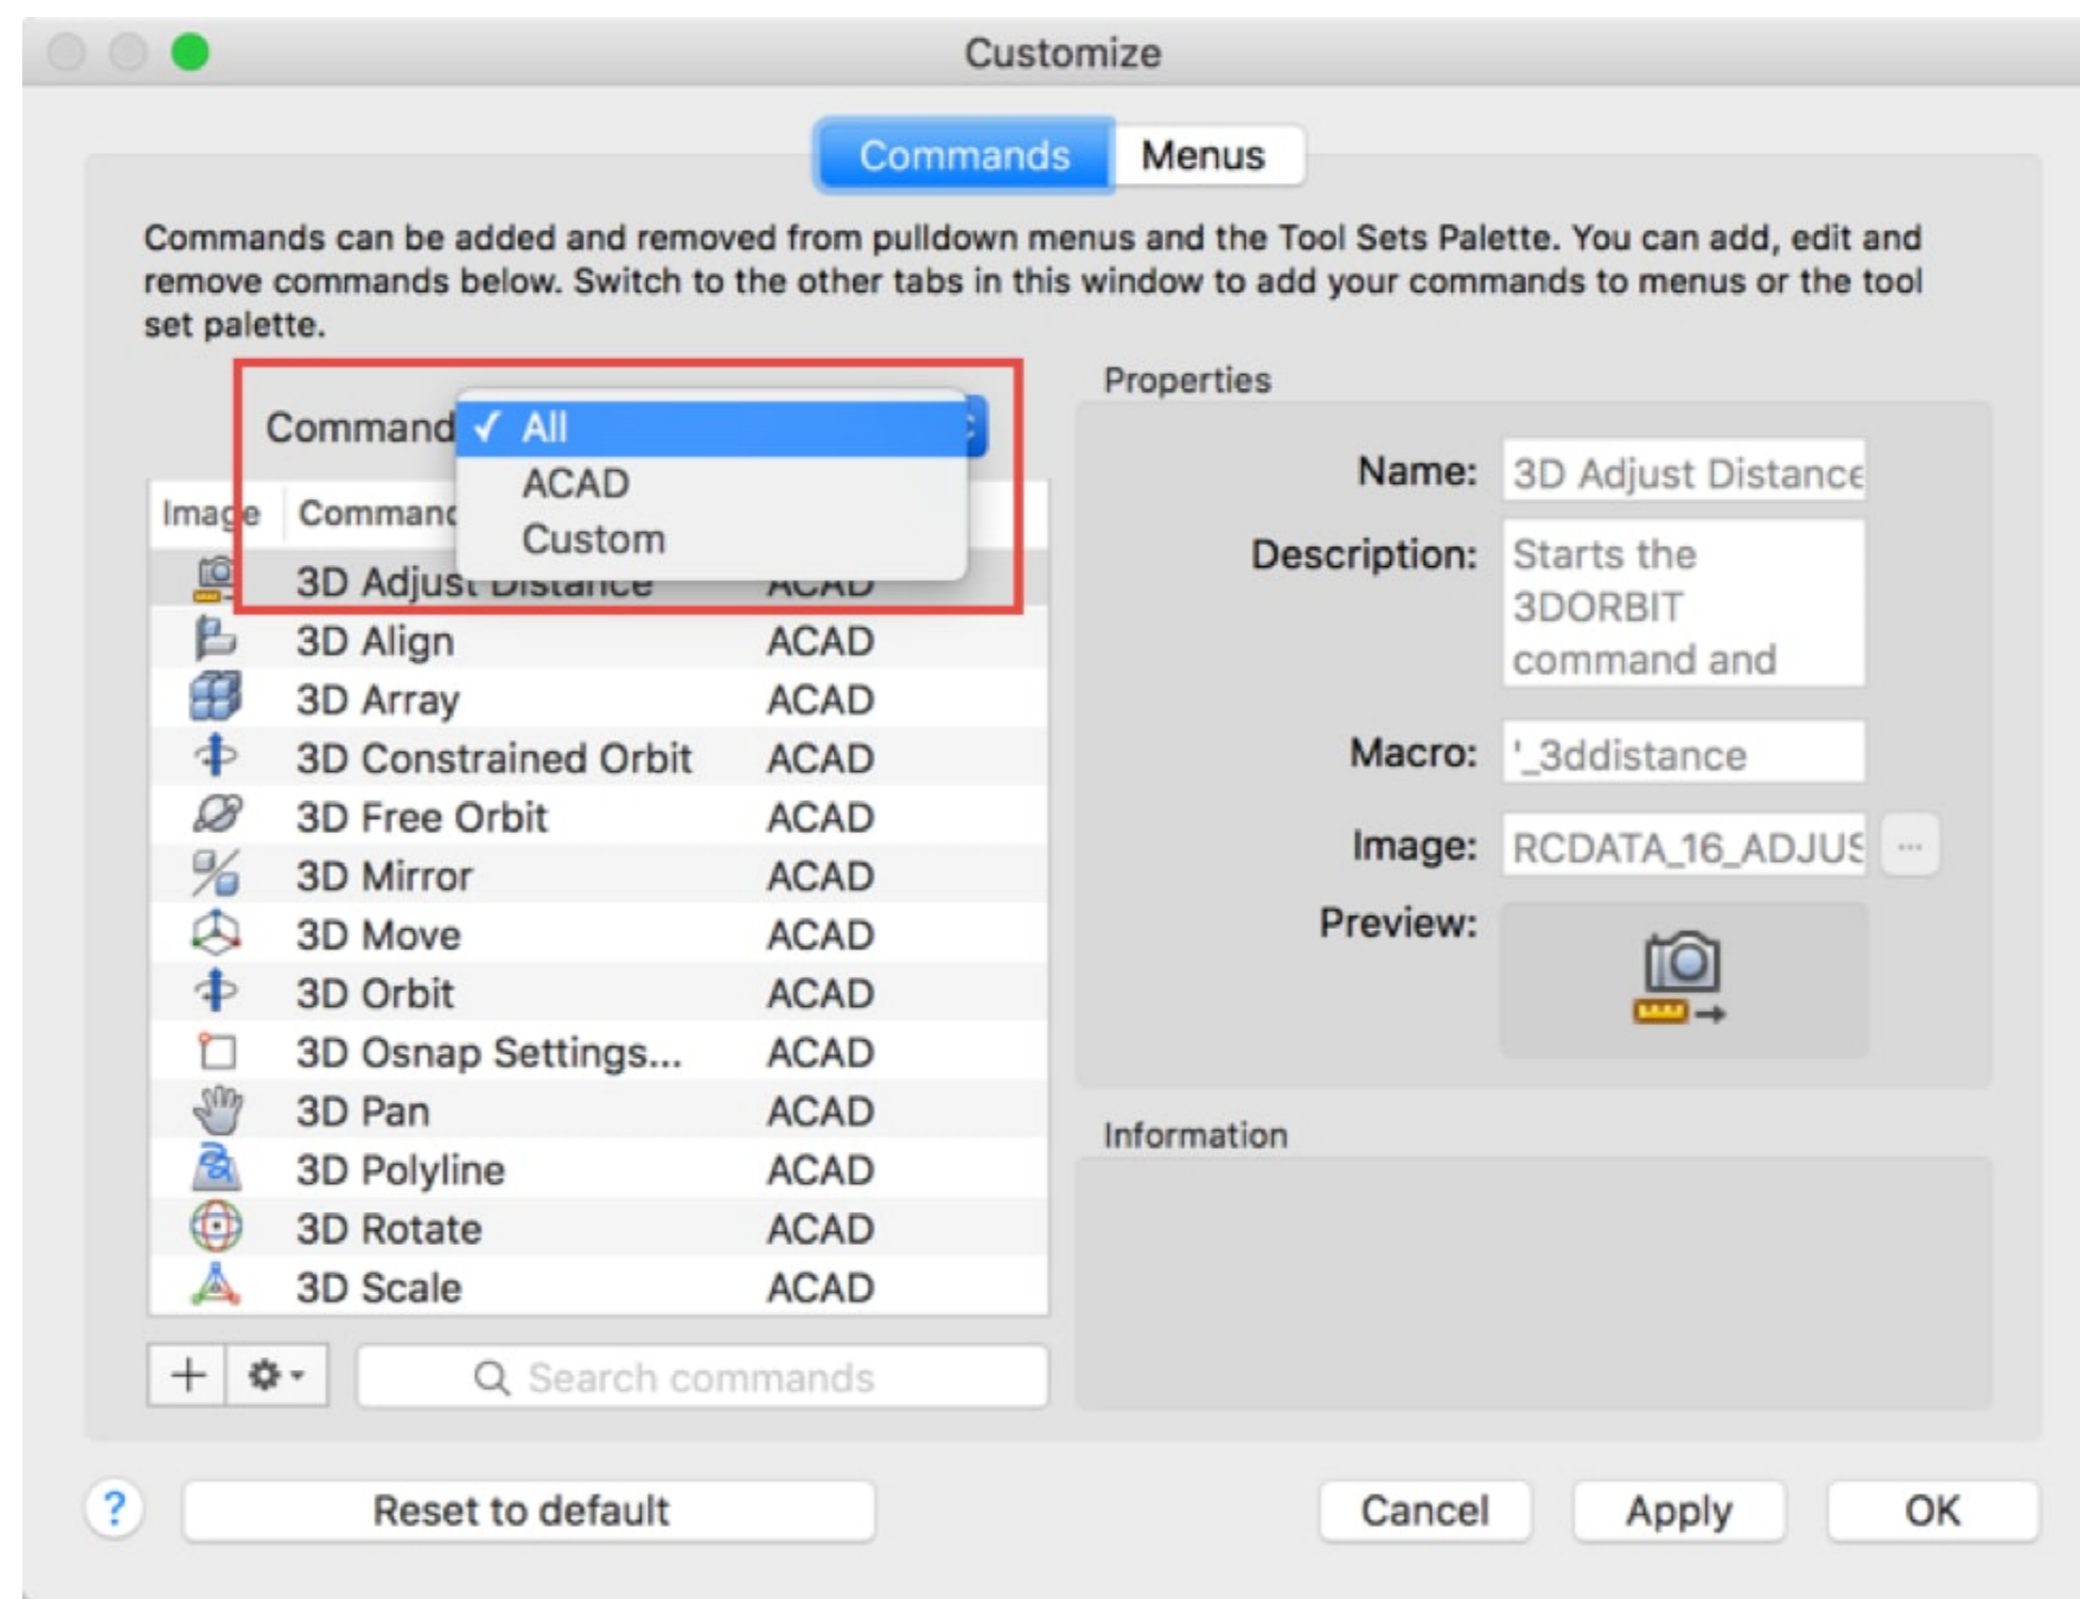 Customize
Commands Menus
Commands can be added and removed from pulldown menus and the Tool Sets Palette. You can add, edit and
remove commands below. Switch to the other tabs in this window to add your commands to menus or the tool
set palette.
Command ✓ All
ACAD
Custom
Image Command
3D Adjust Distance ACAD
3D Align ACAD
3D Array ACAD
3D Constrained Orbit ACAD
3D Free Orbit ACAD
3D Mirror ACAD
3D Move ACAD
3D Orbit ACAD
3D Osnap Settings... ACAD
3D Pan ACAD
3D Polyline ACAD
3D Rotate ACAD
3D Scale ACAD
Search commands
Properties
Name: 3D Adjust Distance
Description: Starts the
3DORBIT
command and
Macro: '_3ddistance
Image: RCDATA_16_ADJUS ...
Preview:
Information
? Reset to default Cancel Apply OK